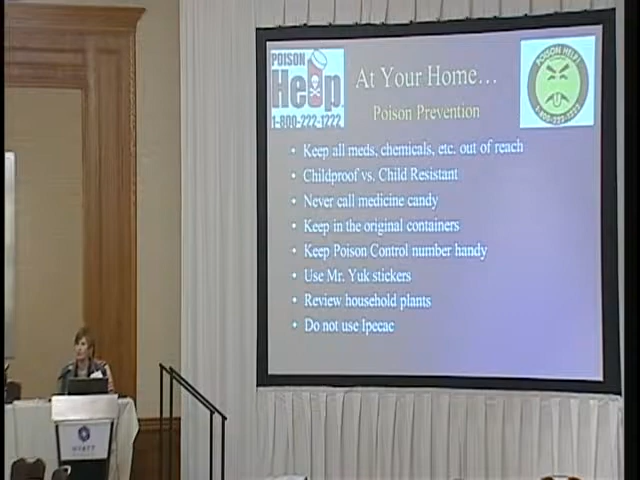 POISON
Help
1-800-222-1222
At Your Home…
Poison Prevention
POISON HELP
1-800-222-1222
• Keep all meds, chemicals, etc. out of reach
• Childproof vs. Child Resistant
• Never call medicine candy
• Keep in the original containers
• Keep Poison Control number handy
• Use Mr. Yuk stickers
• Review household plants
• Do not use Ipecac
HYATT